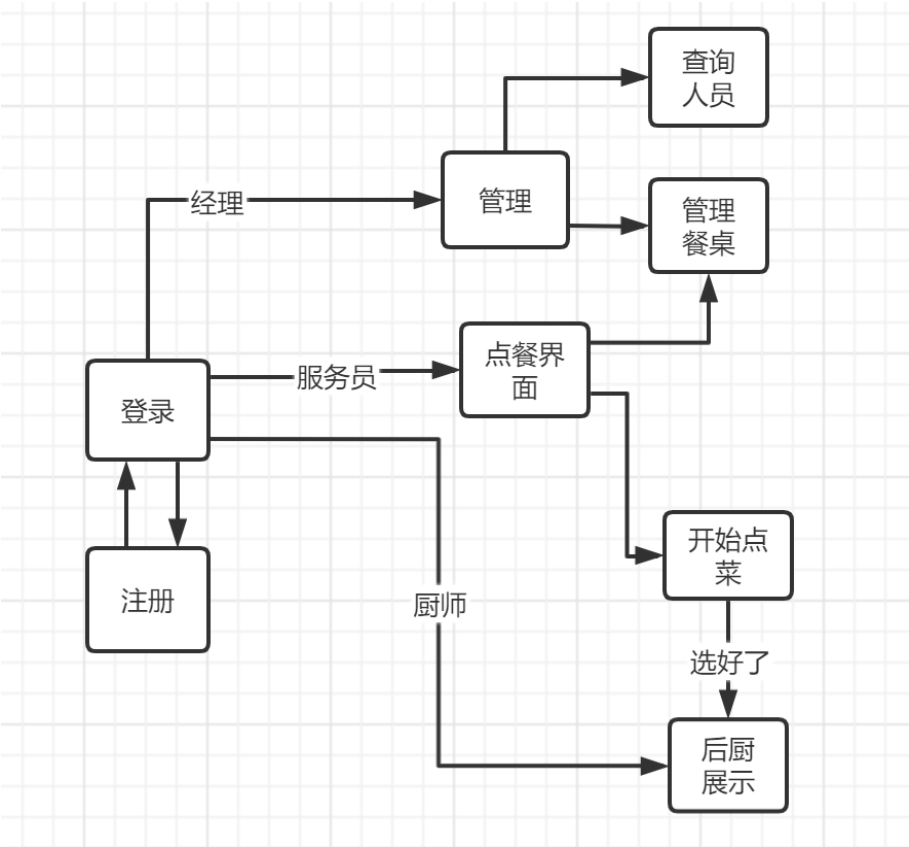 查询
人员
经理
管理
管理
餐桌
服务员
点餐界
面
登录
开始点
菜
注册
厨师
选好了
后厨
展示